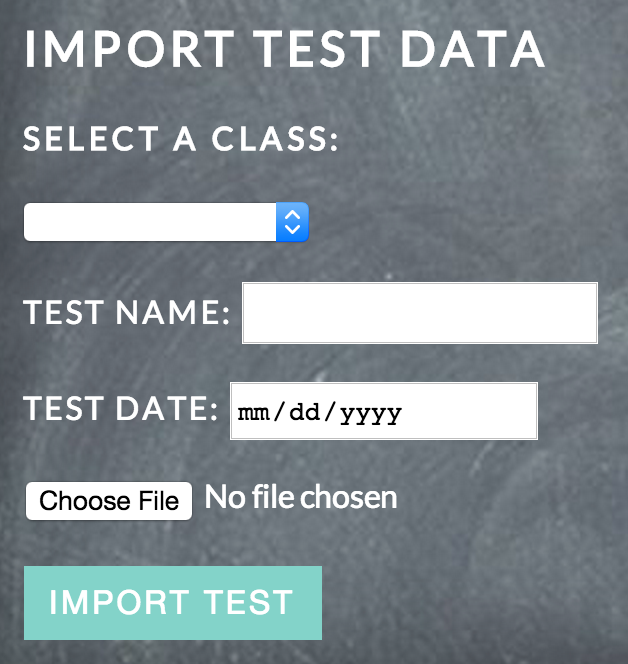 IMPORT TEST DATA
SELECT A CLASS:
TEST NAME:
TEST DATE: mm/dd/yyyy
Choose File No file chosen
IMPORT TEST